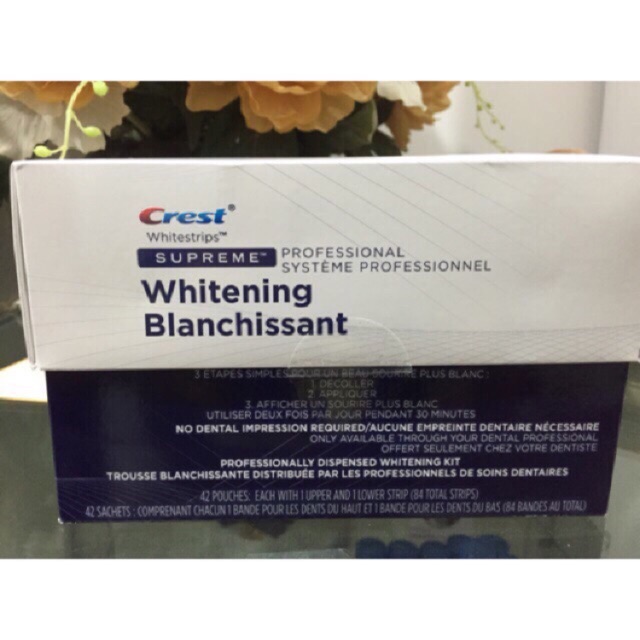 Crest®
Whitestrips™
SUPREME™ PROFESSIONAL
SYSTÈME PROFESSIONNEL
Whitening
Blanchissant
3 ÉTAPES SIMPLES POUR UN BEAU SOURIRE PLUS BLANC :
1. DÉCOLLER
2. APPLIQUER
3. AFFICHER UN SOURIRE PLUS BLANC
UTILISER DEUX FOIS PAR JOUR PENDANT 30 MINUTES
NO DENTAL IMPRESSION REQUIRED/AUCUNE EMPREINTE DENTAIRE NÉCESSAIRE
ONLY AVAILABLE THROUGH YOUR DENTAL PROFESSIONAL
OFFERT SEULEMENT CHEZ VOTRE DENTISTE
PROFESSIONALLY DISPENSED WHITENING KIT
TROUSSE BLANCHISSANTE DISTRIBUÉE PAR LES PROFESSIONNELS DE SOINS DENTAIRES
42 POUCHES: EACH WITH 1 UPPER AND 1 LOWER STRIP (84 TOTAL STRIPS)
42 SACHETS : COMPRENANT CHACUN 1 BANDE POUR LES DENTS DU HAUT ET 1 BANDE POUR LES DENTS DU BAS (84 BANDES AU TOTAL)